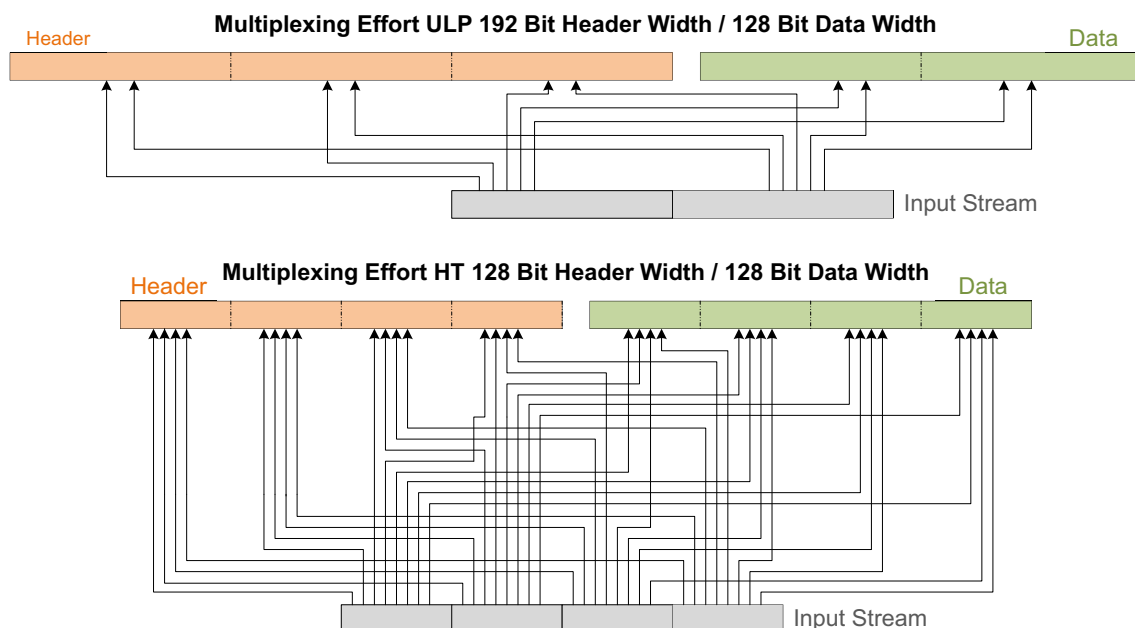 Multiplexing Effort ULP 192 Bit Header Width / 128 Bit Data Width
Header
Data
Input Stream
Multiplexing Effort HT 128 Bit Header Width / 128 Bit Data Width
Header
Data
Input Stream